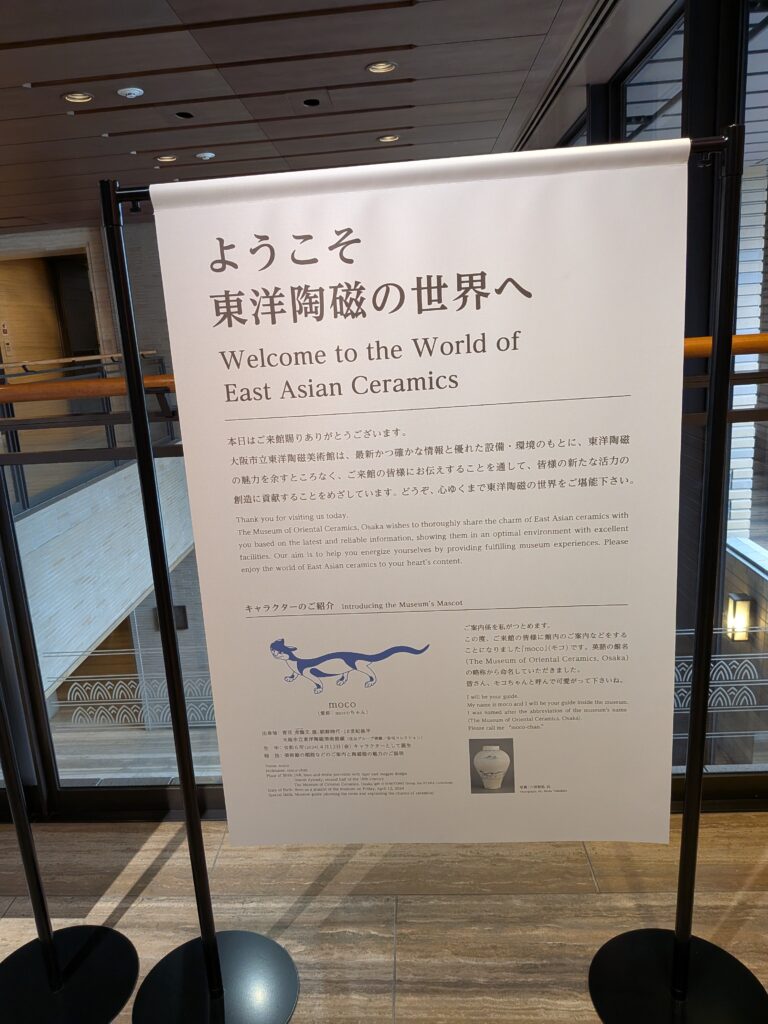 ようこそ
東洋陶磁の世界へ
Welcome to the World of
East Asian Ceramics
本日はご来館賜りありがとうございます。
大阪市立東洋陶磁美術館は、最新かつ確かな情報と優れた設備・環境のもとに、東洋陶磁
の魅力を余すところなく、ご来館の皆様にお伝えすることを通して、皆様の新たな活力の
創造に貢献することをめざしています。どうぞ、心ゆくまで東洋陶磁の世界をご堪能下さい。
Thank you for visiting us today.
The Museum of Oriental Ceramics, Osaka wishes to thoroughly share the charm of East Asian ceramics with
you based on the latest and reliable information, showing them in an optimal environment with excellent
facilities. Our aim is to help you energize yourselves by providing fulfilling museum experiences. Please
enjoy the world of East Asian ceramics to your heart's content.
キャラクターのご紹介 Introducing the Museum's Mascot
moco
ご案内係を私がつとめます。
この度、ご来館の皆様に館内のご案内などをする
ことになりました「moco」(モコ)です。英語の館名
(The Museum of Oriental Ceramics, Osaka)
の略称から命名していただきました。
皆さん、モコちゃんと呼んで可愛がって下さいね。
I will be your guide.
My name is moco and I will be your guide inside the museum.
I was named after the abbreviation of the museum's name
(The Museum of Oriental Ceramics, Osaka).
Please call me "moco-chan."